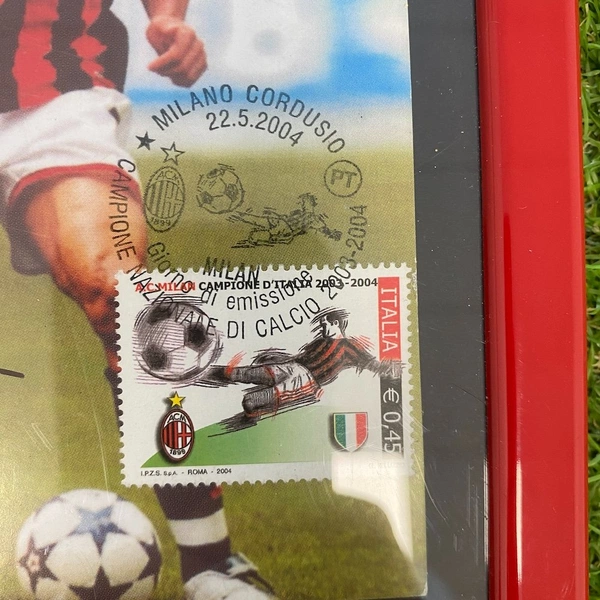 MILANO CORDUSIO
22.5.2004
PT
1899
MILAN
Giorno di emissione
CAMPIONE NAZIONALE DI CALCIO 2003-2004
A.C. MILAN CAMPIONE D'ITALIA 2003-2004
ITALIA
€ 0,45
ACM
1899
I.P.Z.S. S.p.A. - ROMA - 2004